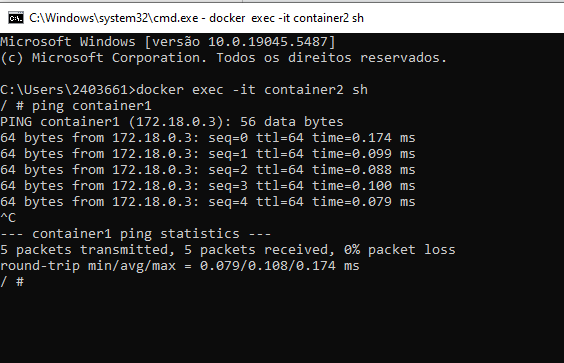 C:\Windows\system32\cmd.exe - docker exec -it container2 sh
Microsoft Windows [versão 10.0.19045.5487]
(c) Microsoft Corporation. Todos os direitos reservados.
C:\Users\2403661>docker exec -it container2 sh
/ # ping container1
PING container1 (172.18.0.3): 56 data bytes
64 bytes from 172.18.0.3: seq=0 ttl=64 time=0.174 ms
64 bytes from 172.18.0.3: seq=1 ttl=64 time=0.099 ms
64 bytes from 172.18.0.3: seq=2 ttl=64 time=0.088 ms
64 bytes from 172.18.0.3: seq=3 ttl=64 time=0.100 ms
64 bytes from 172.18.0.3: seq=4 ttl=64 time=0.079 ms
^C
--- container1 ping statistics ---
5 packets transmitted, 5 packets received, 0% packet loss
round-trip min/avg/max = 0.079/0.108/0.174 ms
/ #